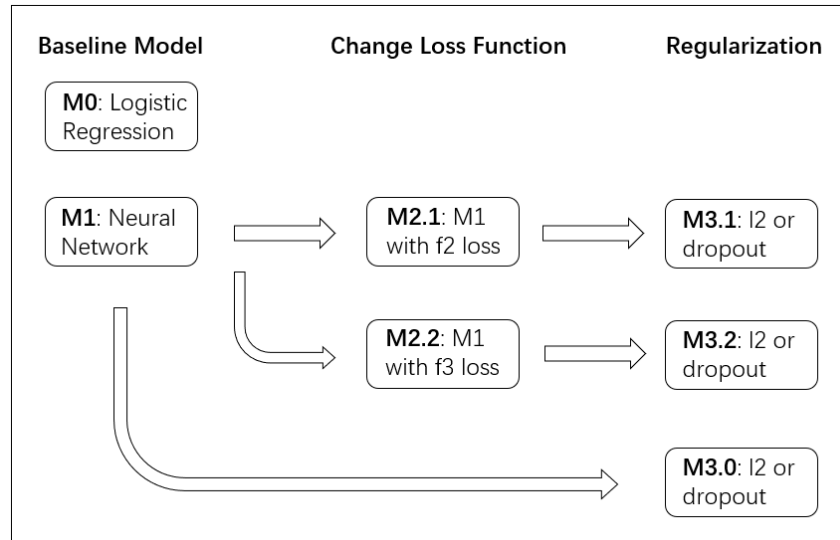 Baseline Model
Change Loss Function
Regularization
M0: Logistic
Regression
M1: Neural
Network
M2.1: M1
with f2 loss
M3.1: l2 or
dropout
M2.2: M1
with f3 loss
M3.2: l2 or
dropout
M3.0: l2 or
dropout